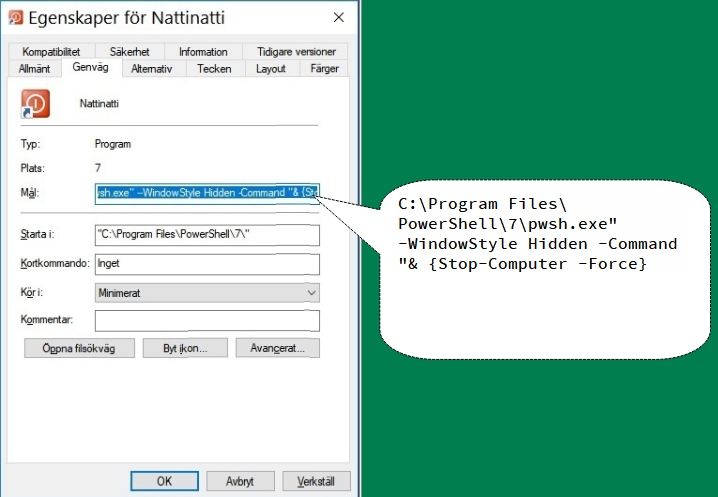 Egenskaper för Nattinatti
Kompatibilitet Säkerhet Information Tidigare versioner
Allmänt Genväg Alternativ Tecken Layout Färger
Nattinatti
Typ: Program
Plats: 7
Mål: wsh.exe" –WindowStyle Hidden -Command "& {Sto
Starta i: "C:\Program Files\PowerShell\7\"
Kortkommando: Inget
Kör i: Minimerat
Kommentar:
Öppna filsökväg Byt ikon... Avancerat...
OK Avbryt Verkställ
C:\Program Files\
PowerShell\7\pwsh.exe"
-WindowStyle Hidden -Command
"& {Stop-Computer -Force}